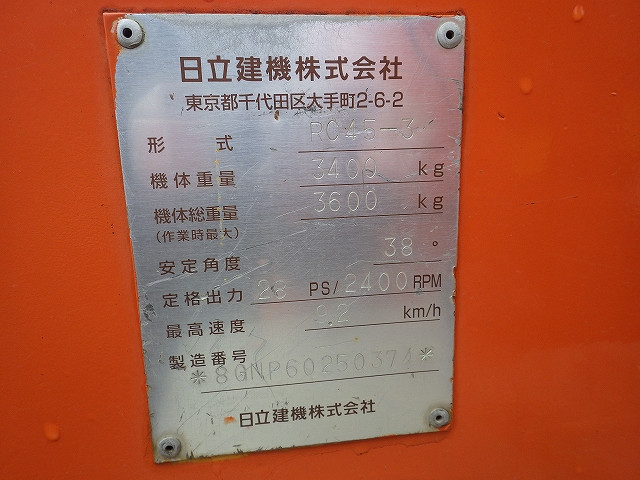 日立建機株式会社
東京都千代田区大手町2-6-2
形 式 RC45-3
機体重量 3400 kg
機体総重量 3600 kg
(作業時最大)
安定角度 38°
定格出力 PS/2400RPM
最高速度 km/h
製造番号
日立建機株式会社